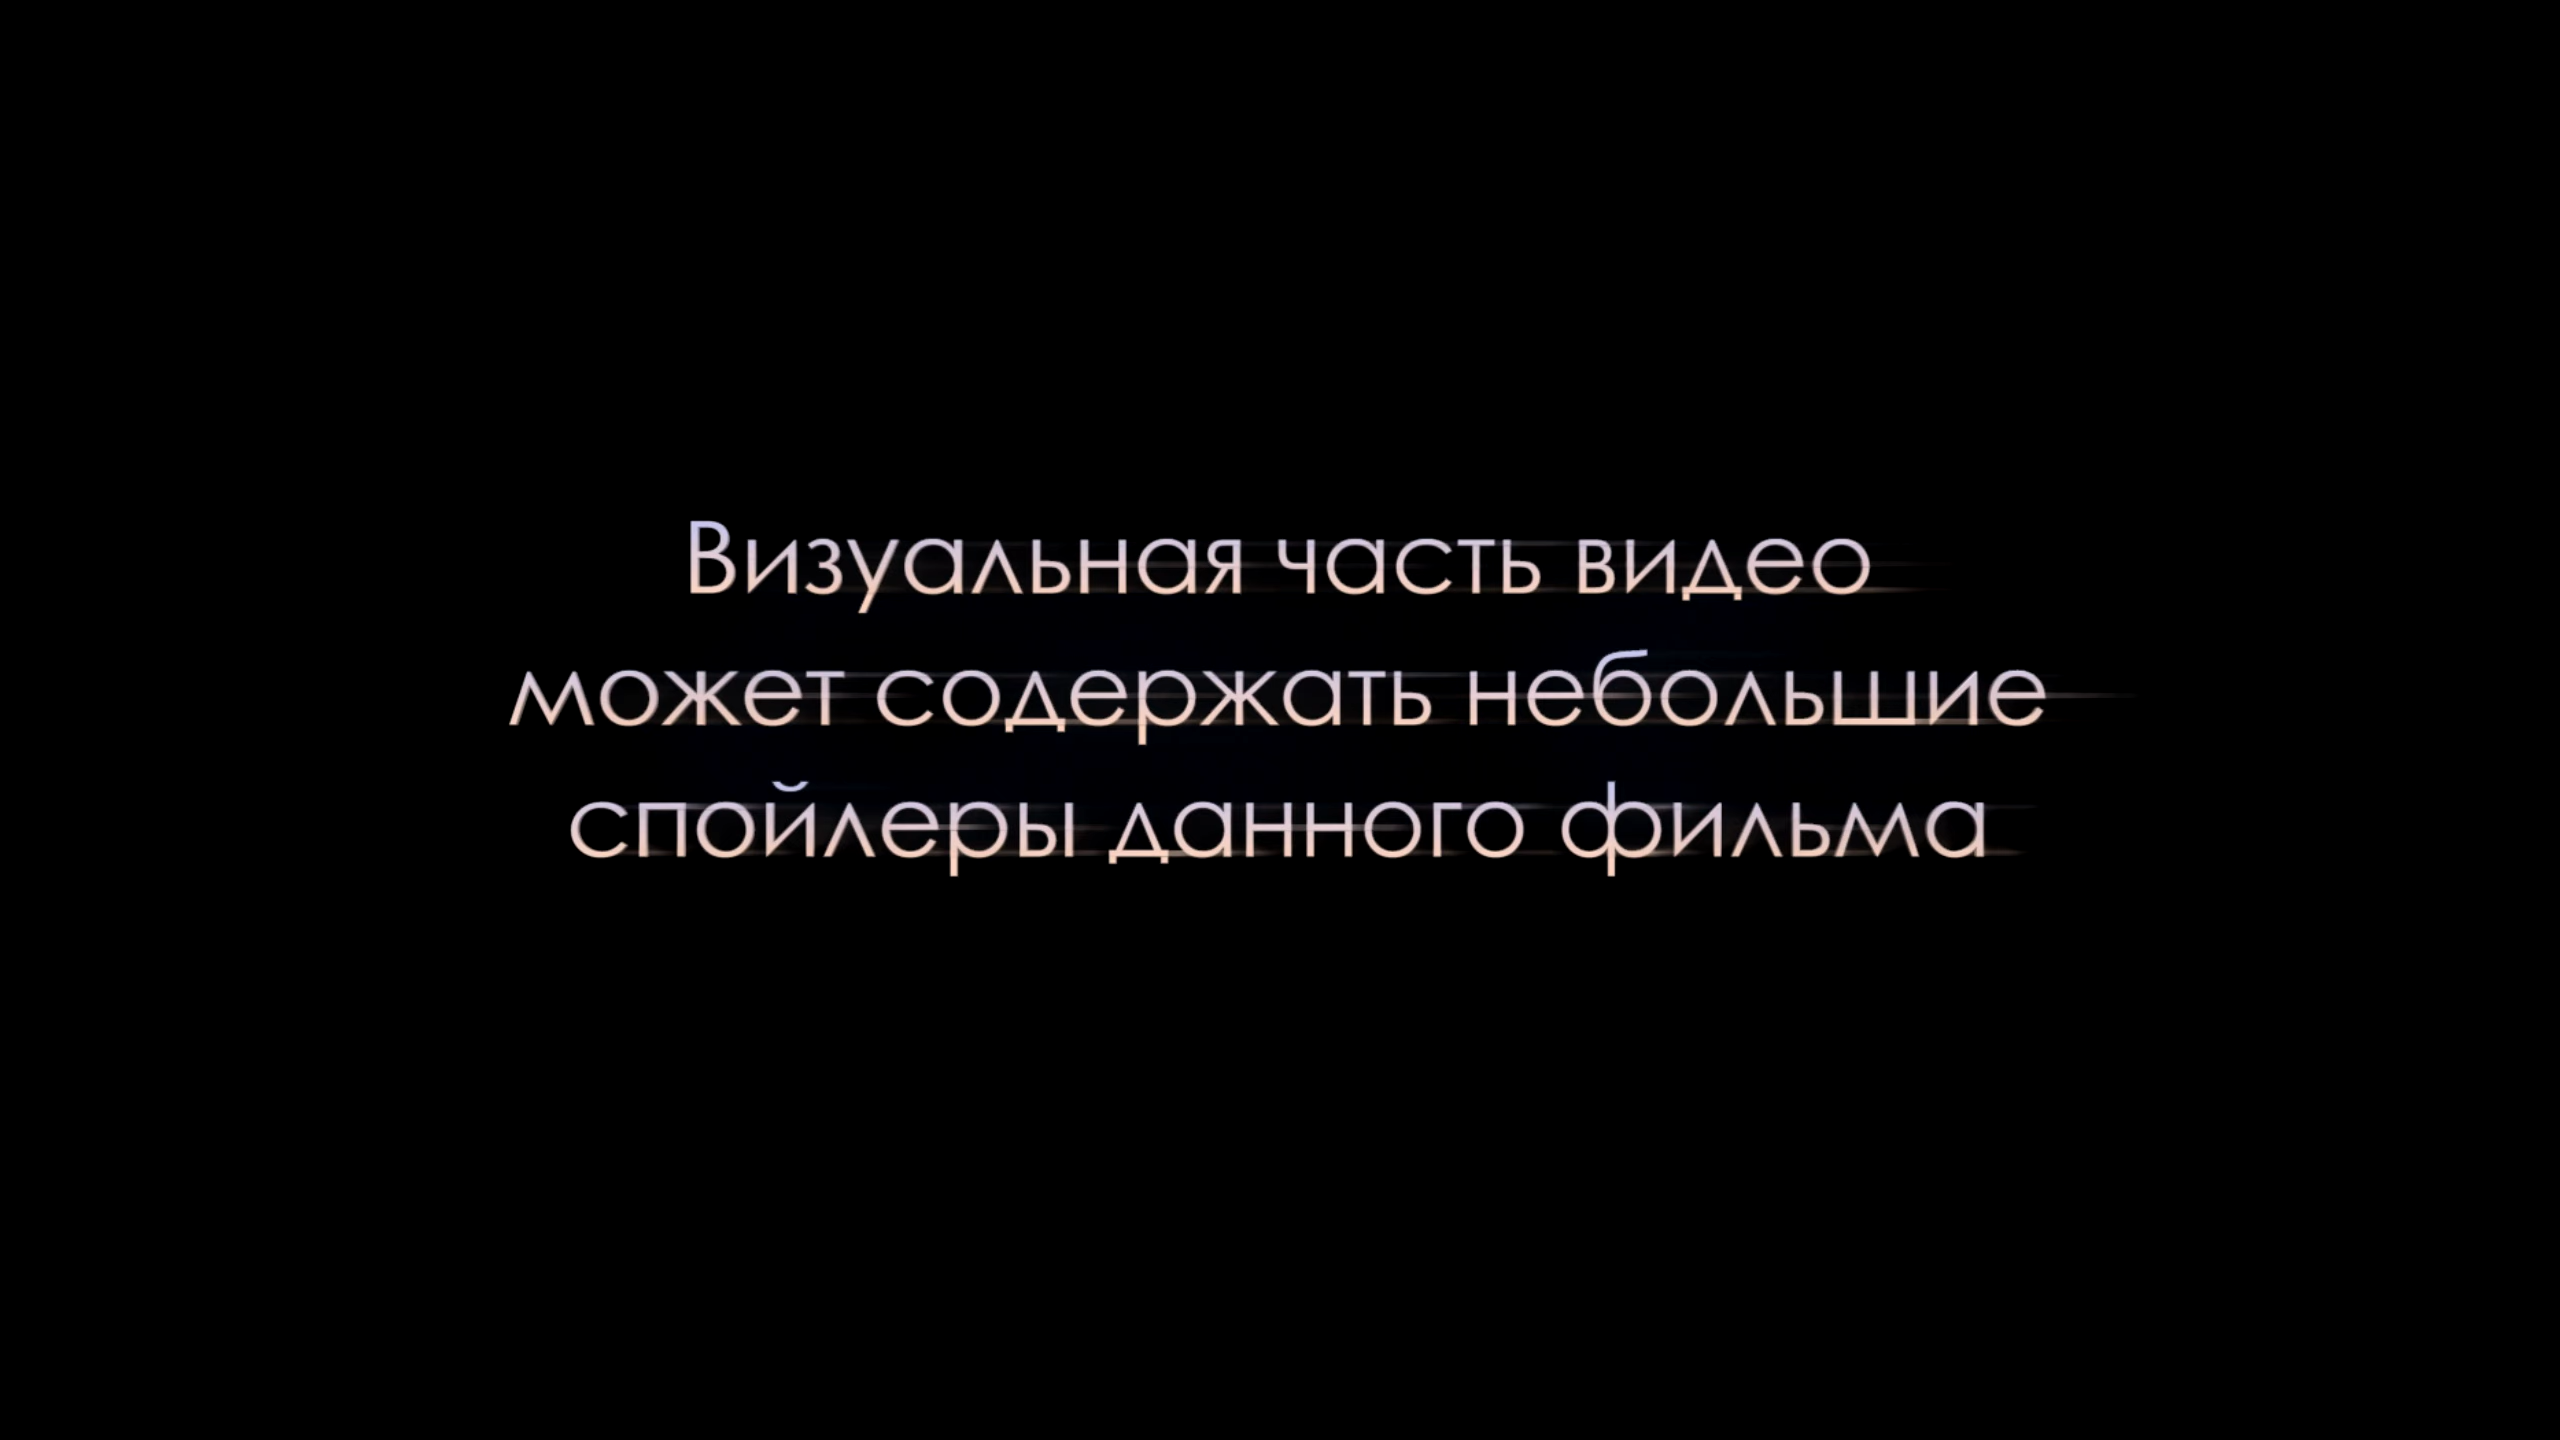 Визуальная часть видео
может содержать небольшие
спойлеры данного фильма